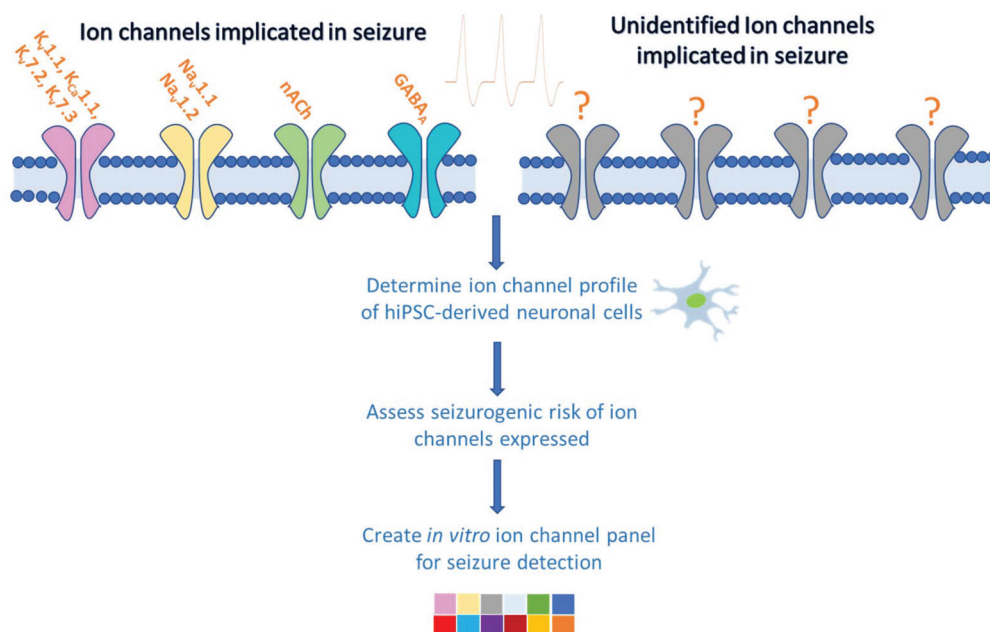 Ion channels implicated in seizure
Unidentified Ion channels
implicated in seizure
Kv1.1, KCa1.1,
Kv7.2, Kv7.3
Nav1.1
Nav1.2
nACh
GABAA
?
?
?
?
Determine ion channel profile
of hiPSC-derived neuronal cells
Assess seizurogenic risk of ion
channels expressed
Create in vitro ion channel panel
for seizure detection